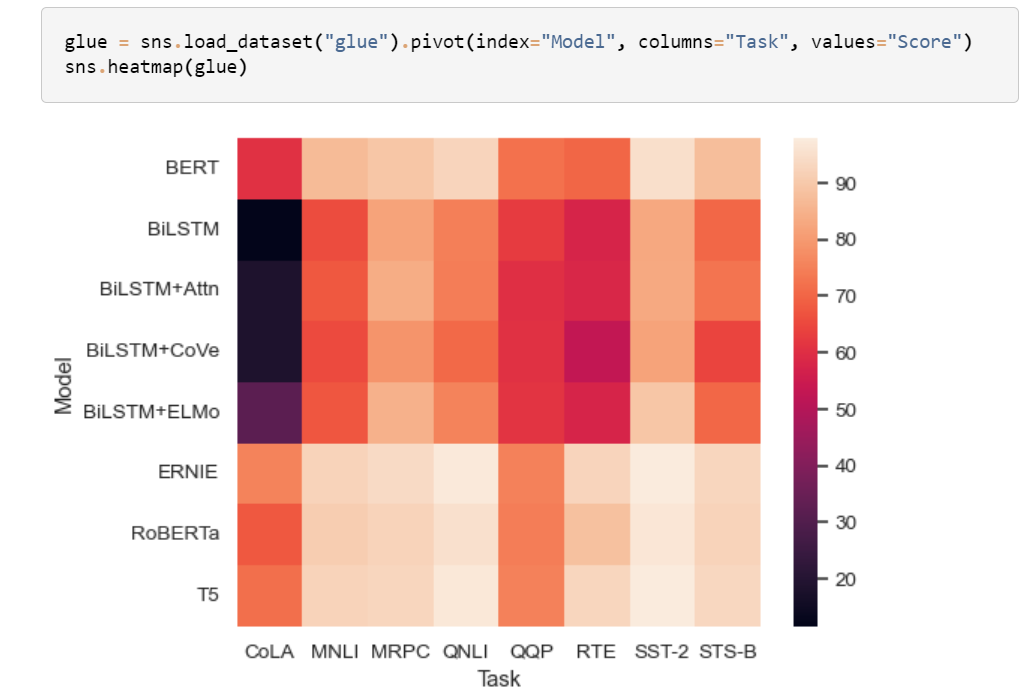 glue = sns.load_dataset("glue").pivot(index="Model", columns="Task", values="Score")
sns.heatmap(glue)
BERT
BiLSTM
BiLSTM+Attn
BiLSTM+CoVe
BiLSTM+ELMo
ERNIE
RoBERTa
T5
Model
CoLA MNLI MRPC QNLI QQP RTE SST-2 STS-B
Task
90
80
70
60
50
40
30
20